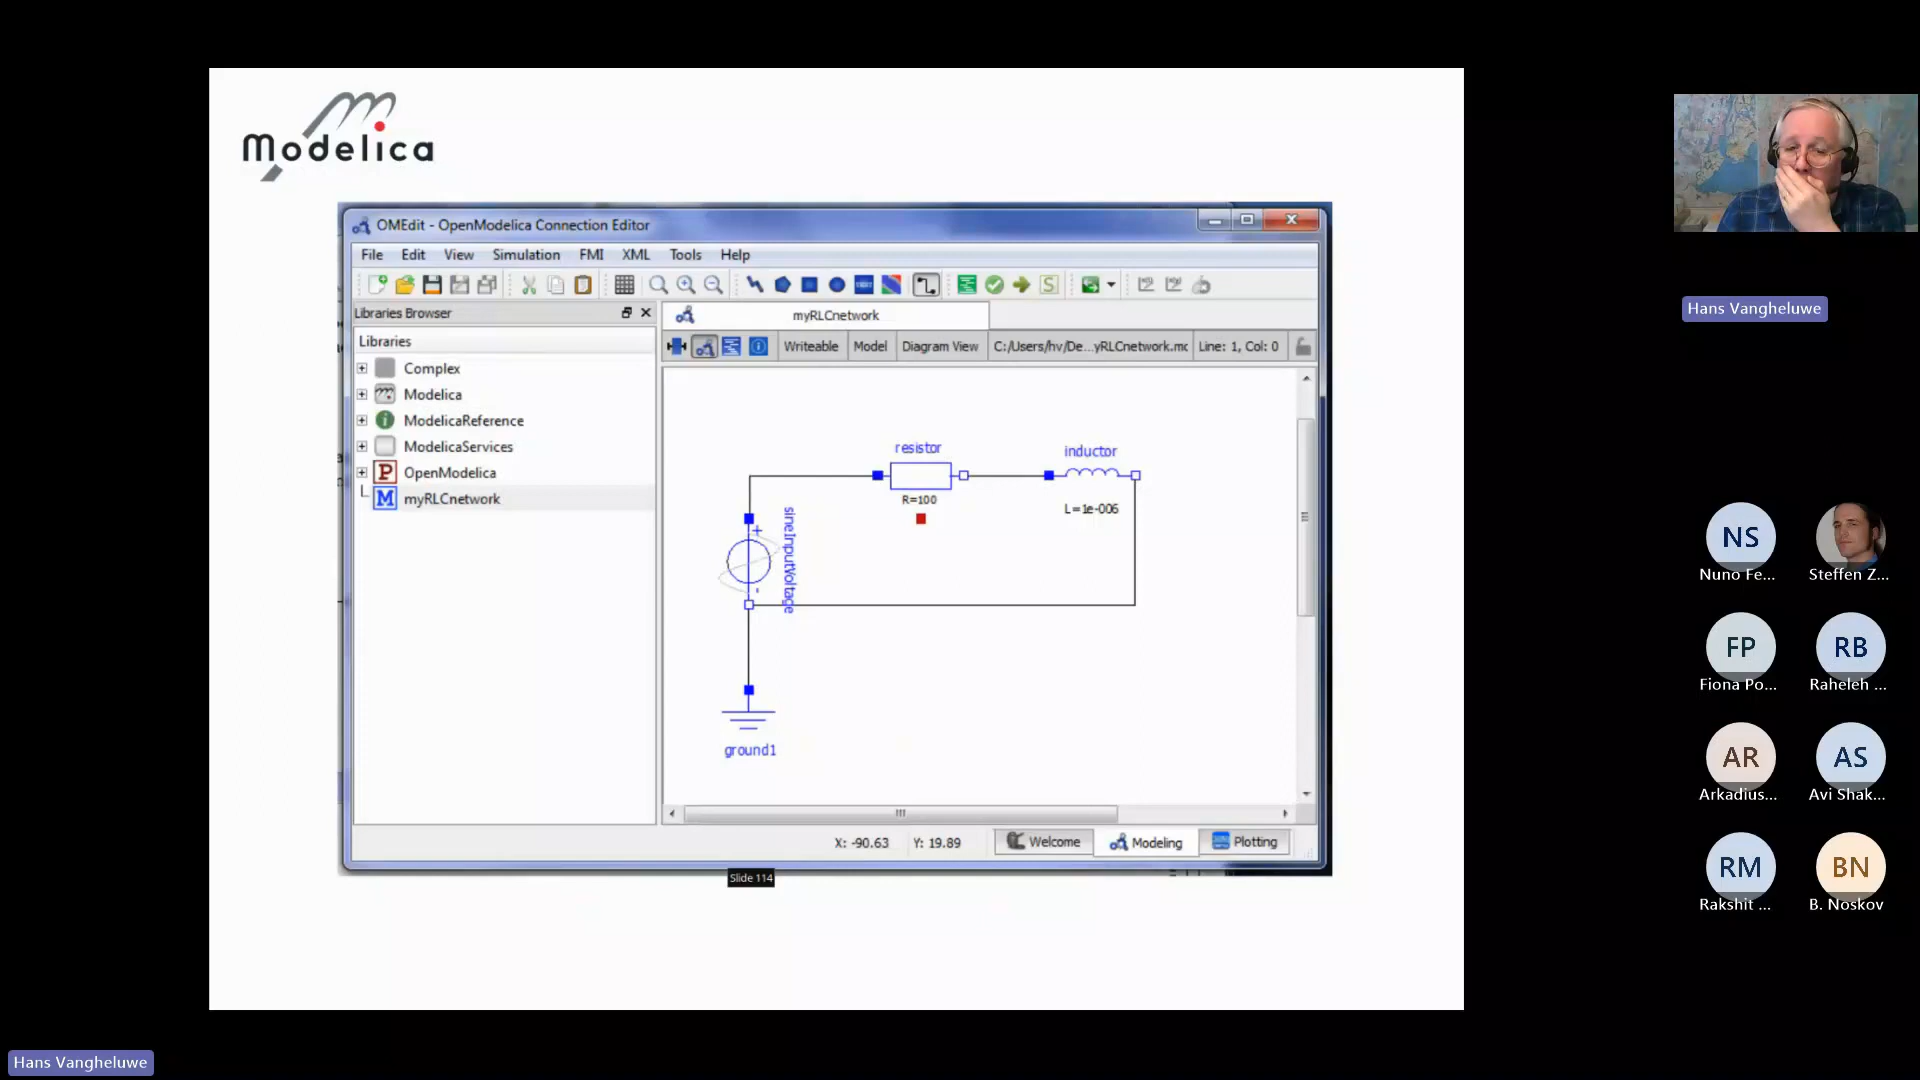 Modelica
OMEdit - OpenModelica Connection Editor
File Edit View Simulation FMI XML Tools Help
Libraries Browser
Libraries
Complex
Modelica
ModelicaReference
ModelicaServices
P OpenModelica
M myRLCnetwork
myRLCnetwork
Writeable Model Diagram View C:/Users/hv/De...yRLCnetwork.mo Line: 1, Col: 0
resistor
R=100
inductor
L=1e-006
sineInputVoltage
+
-
ground1
X: -90.63 Y: 19.89 Welcome Modeling Plotting
Slide 114
Hans Vangheluwe
NS
Nuno Fe...
Steffen Z...
FP
Fiona Po...
RB
Raheleh ...
AR
Arkadius...
AS
Avi Shak...
RM
Rakshit ...
BN
B. Noskov
Hans Vangheluwe